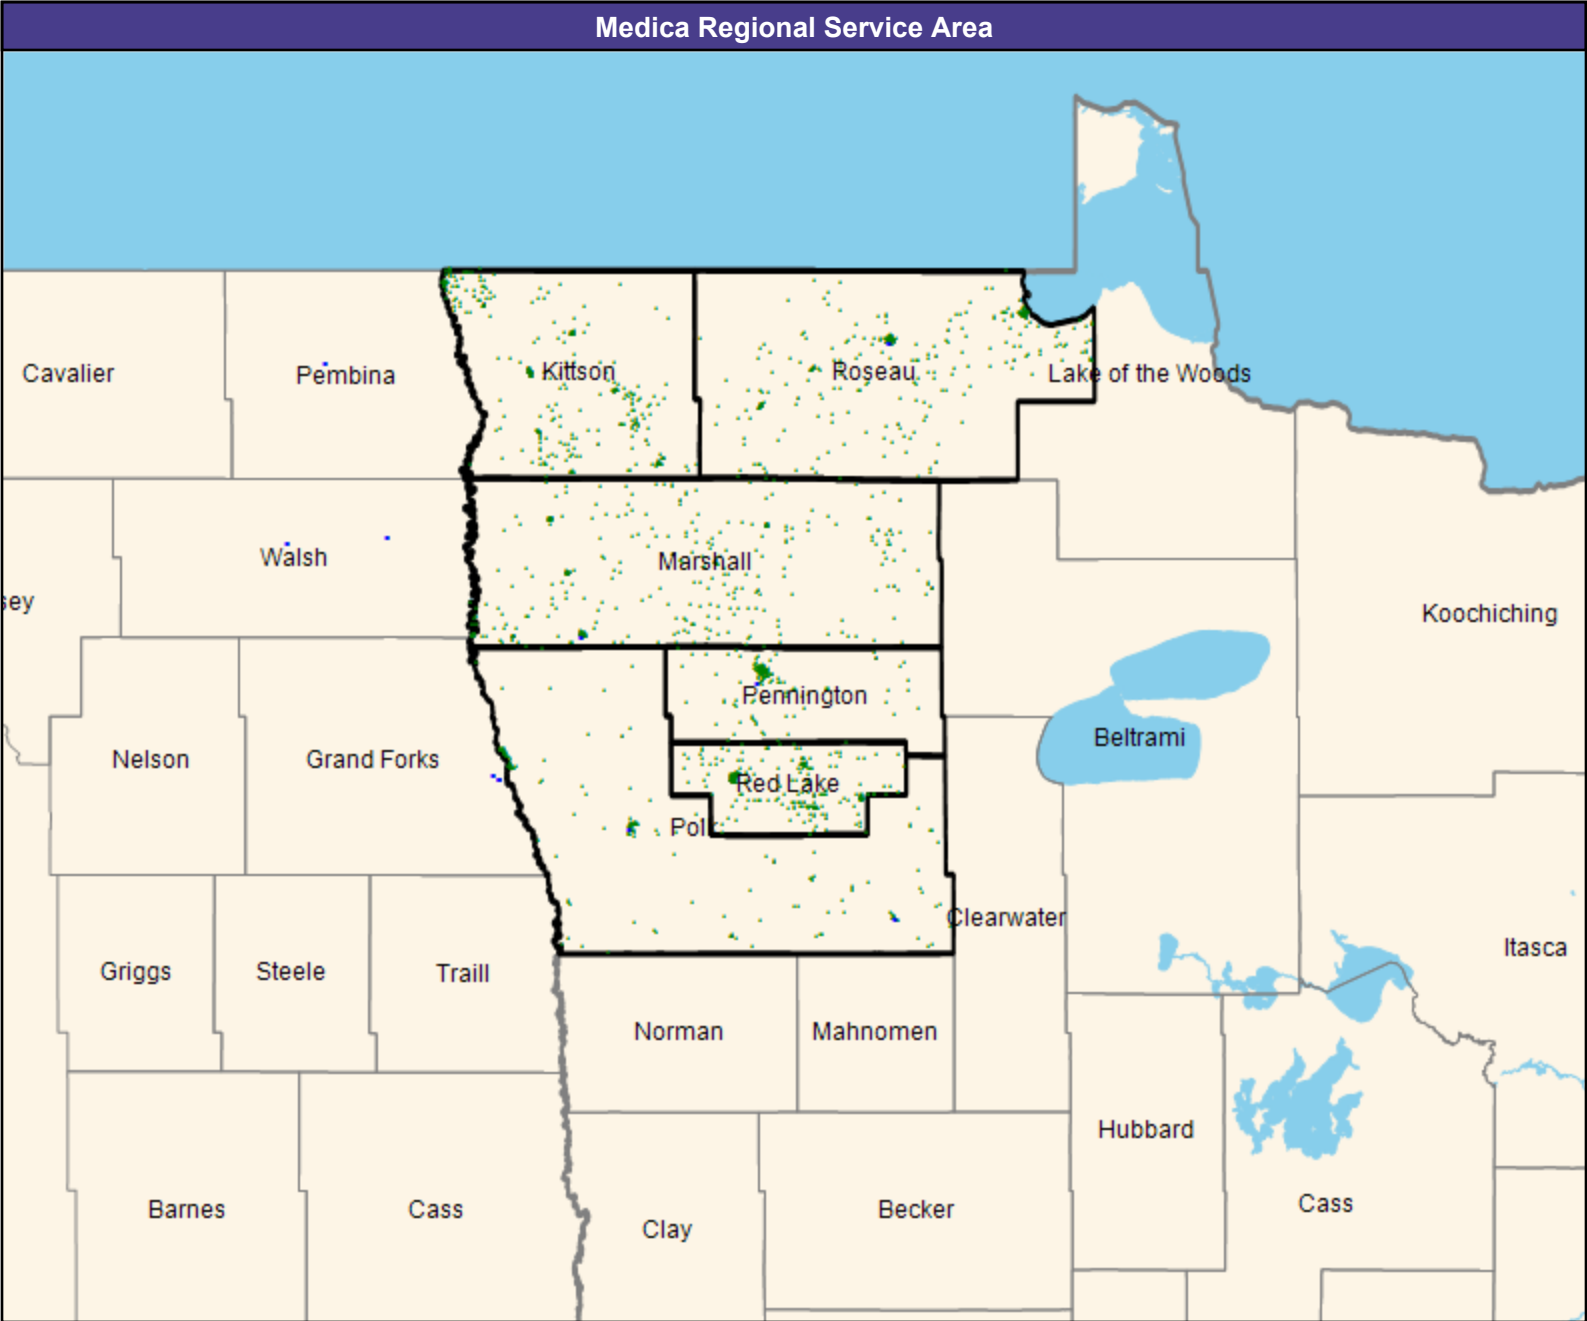 Medica Regional Service Area
Cavalier
Pembina
Kittson
Roseau
Lake of the Woods
Walsh
Marshall
sey
Koochiching
Pennington
Nelson
Grand Forks
Beltrami
Red Lake
Pol
Clearwater
Griggs
Steele
Traill
Itasca
Norman
Mahnomen
Hubbard
Barnes
Cass
Clay
Becker
Cass